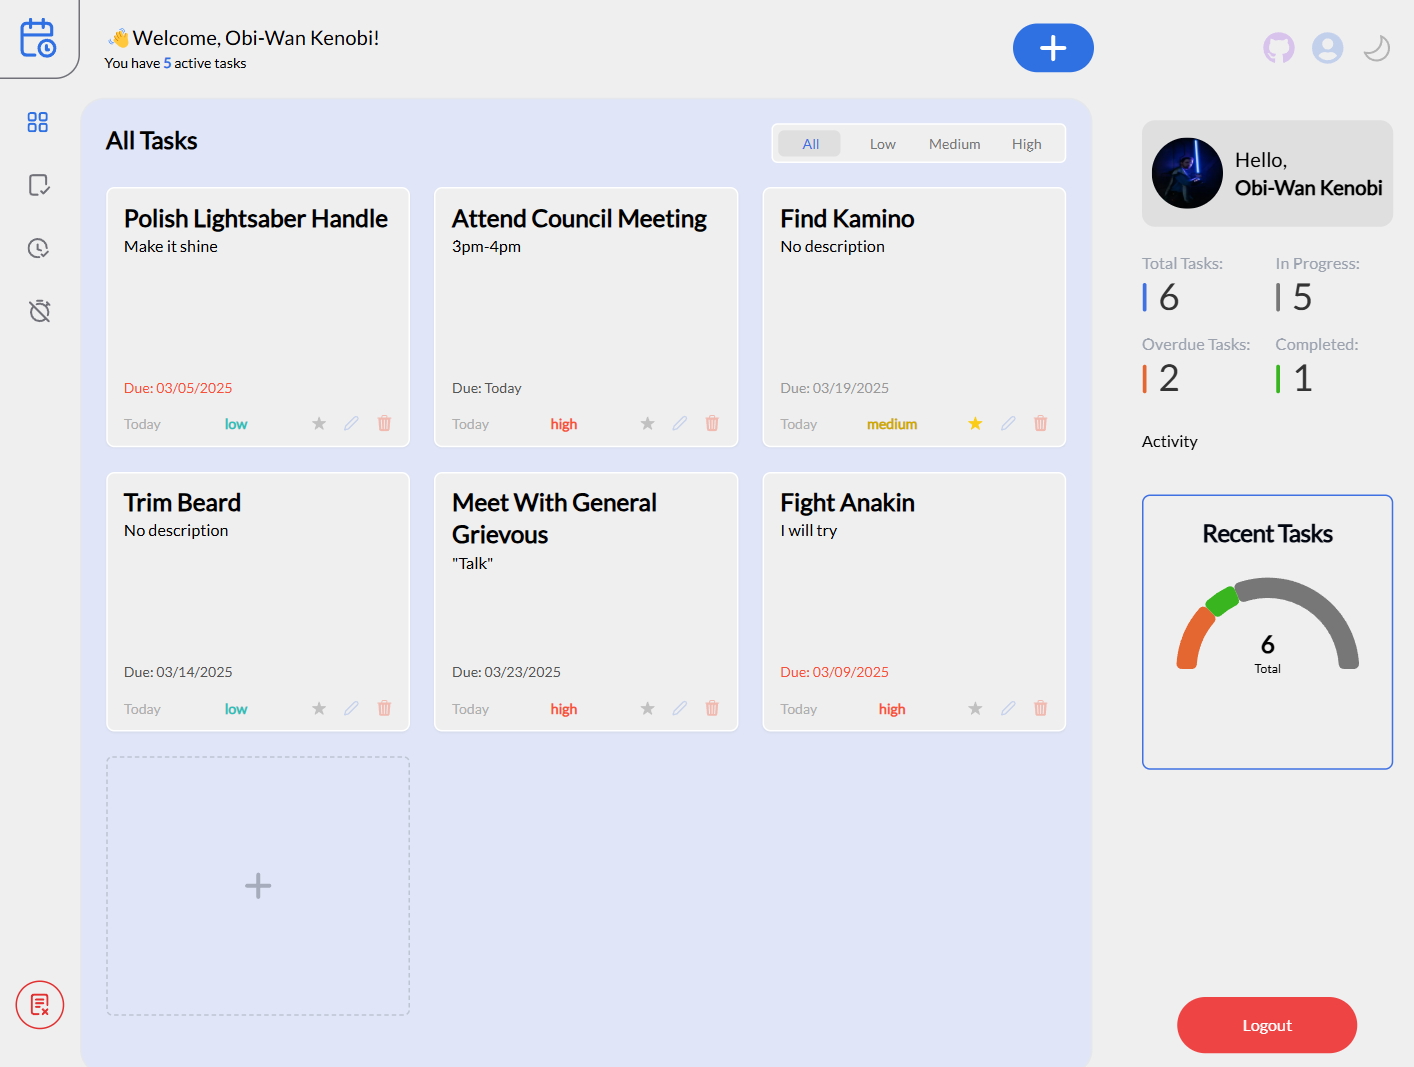 👋Welcome, Obi-Wan Kenobi!
You have 5 active tasks
All Tasks
All Low Medium High
Polish Lightsaber Handle
Make it shine
Due: 03/05/2025
Today low
Attend Council Meeting
3pm-4pm
Due: Today
Today high
Find Kamino
No description
Due: 03/19/2025
Today medium
Trim Beard
No description
Due: 03/14/2025
Today low
Meet With General
Grievous
"Talk"
Due: 03/23/2025
Today high
Fight Anakin
I will try
Due: 03/09/2025
Today high
Hello,
Obi-Wan Kenobi
Total Tasks:
6
In Progress:
5
Overdue Tasks:
2
Completed:
1
Activity
Recent Tasks
6
Total
Logout